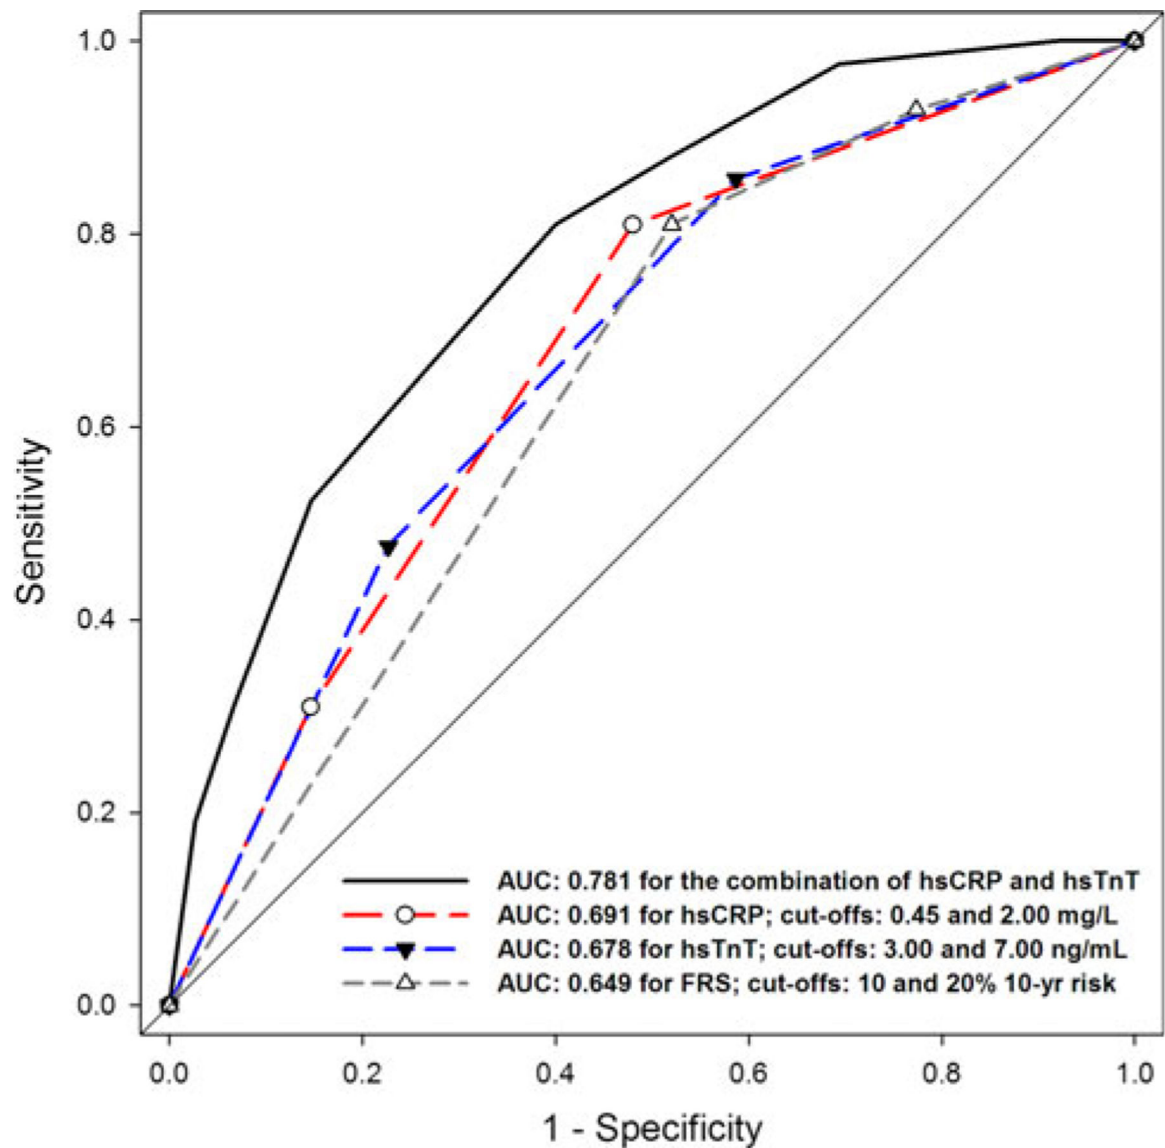 1.0
0.8
0.6
0.4
0.2
0.0
Sensitivity
AUC: 0.781 for the combination of hsCRP and hsTnT
AUC: 0.691 for hsCRP; cut-offs: 0.45 and 2.00 mg/L
AUC: 0.678 for hsTnT; cut-offs: 3.00 and 7.00 ng/mL
AUC: 0.649 for FRS; cut-offs: 10 and 20% 10-yr risk
0.0 0.2 0.4 0.6 0.8 1.0
1 - Specificity